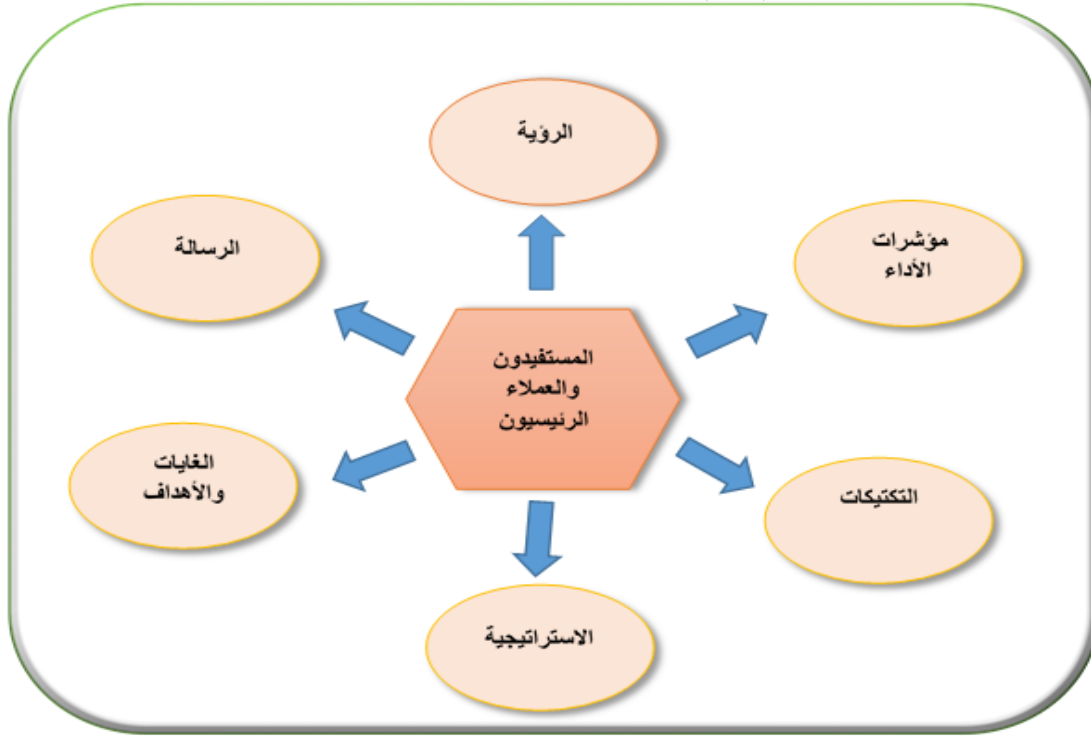 الرؤية
مؤشرات
الأداء
الرسالة
المستفيدون
والعملاء
الرئيسيون
الغايات
والأهداف
التكتيكات
الاستراتيجية